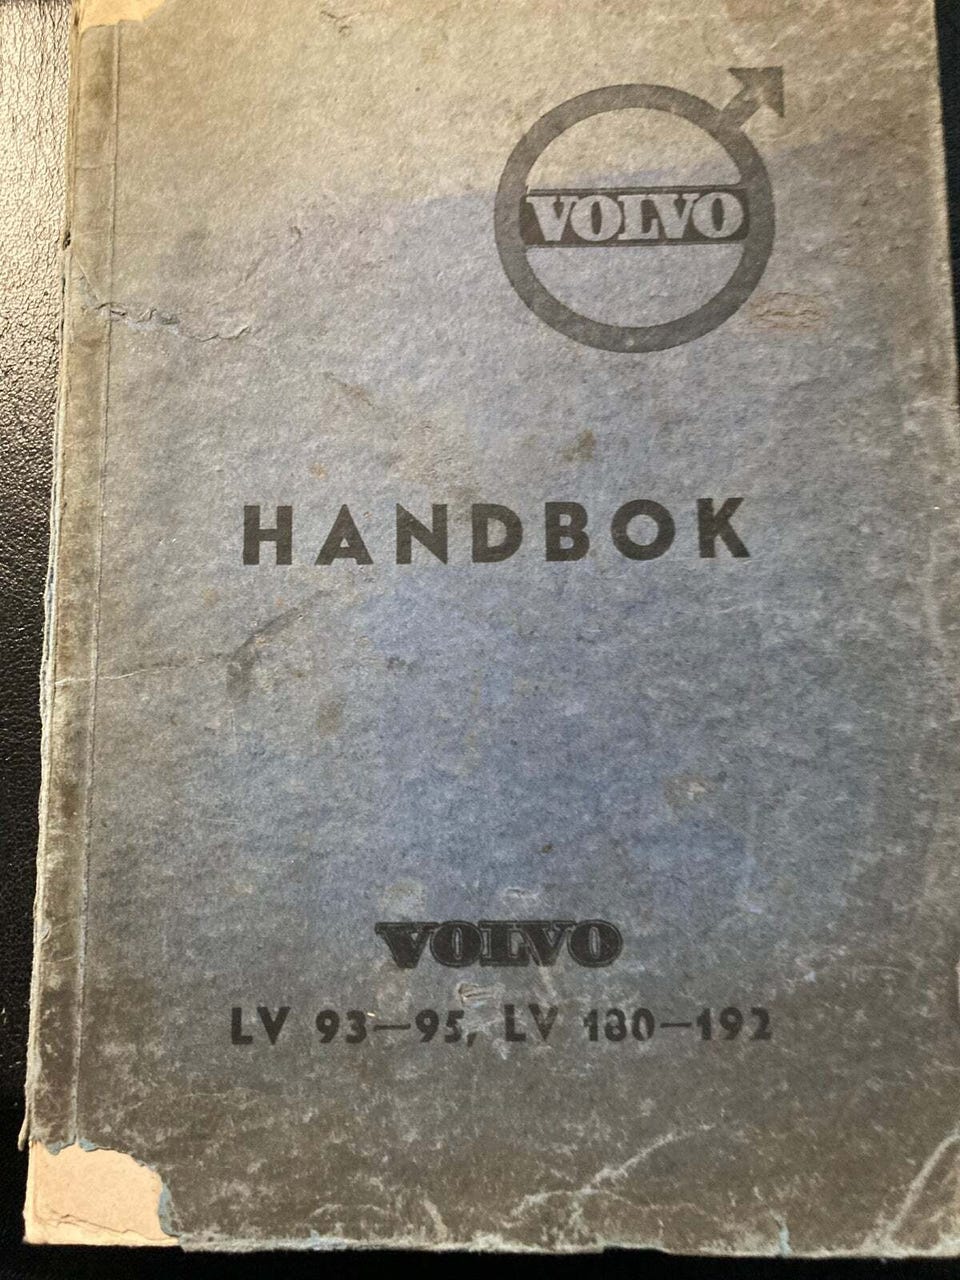 VOLVO
HANDBOK
VOLVO
LV 93—95, LV 180—192